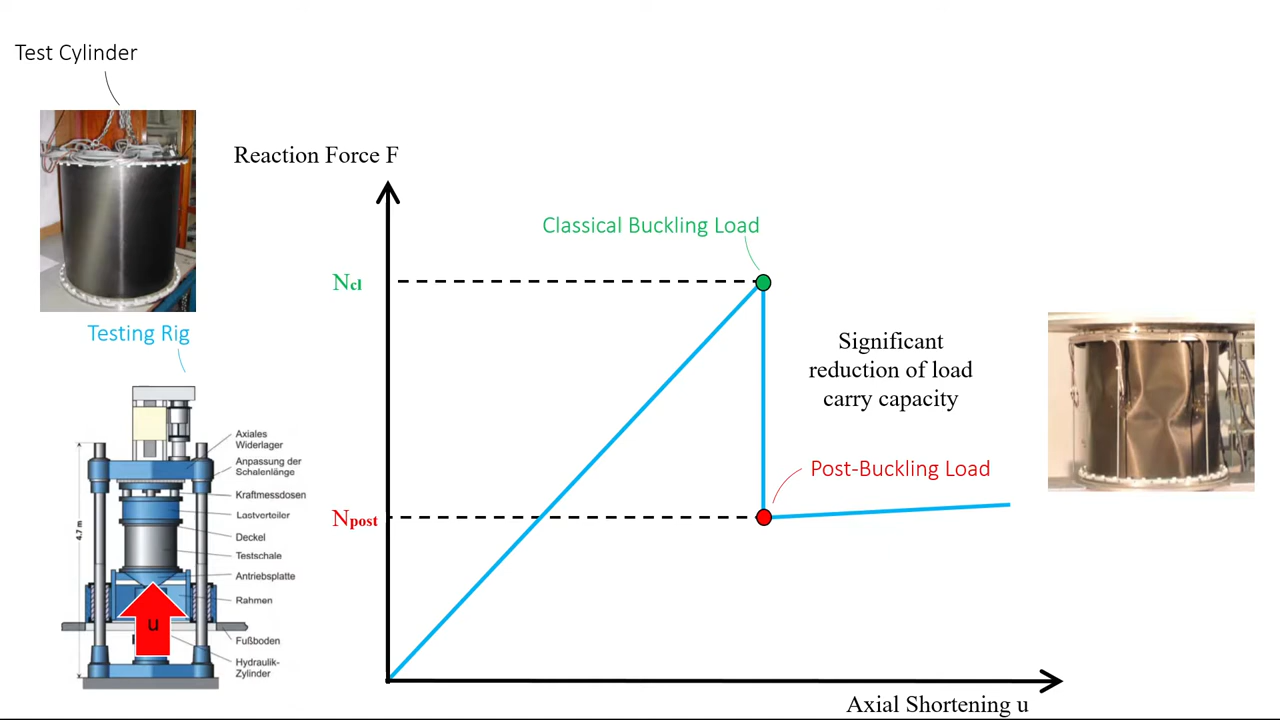 Test Cylinder
Reaction Force F
Classical Buckling Load
Ncl
Testing Rig
Significant
reduction of load
carry capacity
Axiales
Widerlager
Anpassung der
Schalenlänge
Kraftmessdosen
Lastverteiler
Deckel
Testschale
Antriebsplatte
Rahmen
Fußboden
Hydraulik-
Zylinder
4.7 m
u
Post-Buckling Load
Npost
Axial Shortening u